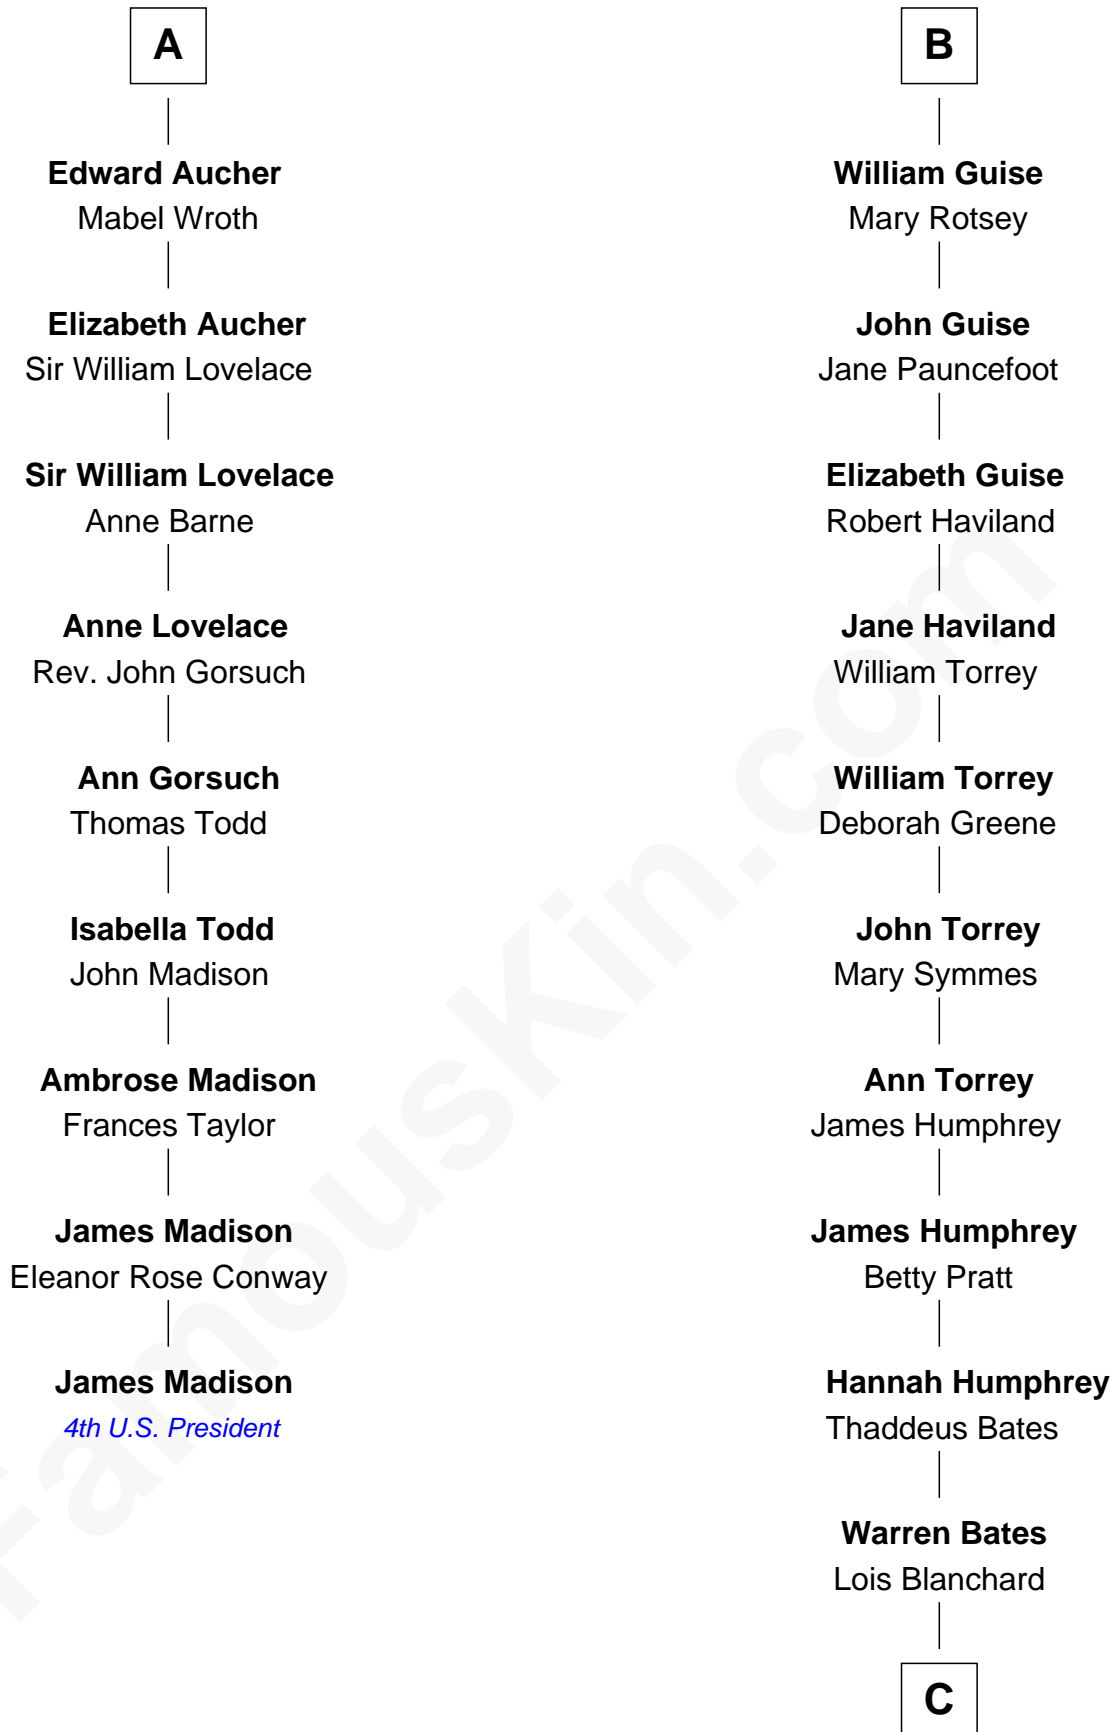 A
Edward Aucher
Mabel Wroth
Elizabeth Aucher
Sir William Lovelace
Sir William Lovelace
Anne Barne
Anne Lovelace
Rev. John Gorsuch
Ann Gorsuch
Thomas Todd
Isabella Todd
John Madison
Ambrose Madison
Frances Taylor
James Madison
Eleanor Rose Conway
James Madison
4th U.S. President
B
William Guise
Mary Rotsey
John Guise
Jane Pauncefoot
Elizabeth Guise
Robert Haviland
Jane Haviland
William Torrey
William Torrey
Deborah Greene
John Torrey
Mary Symmes
Ann Torrey
James Humphrey
James Humphrey
Betty Pratt
Hannah Humphrey
Thaddeus Bates
Warren Bates
Lois Blanchard
C
FamousKin.com